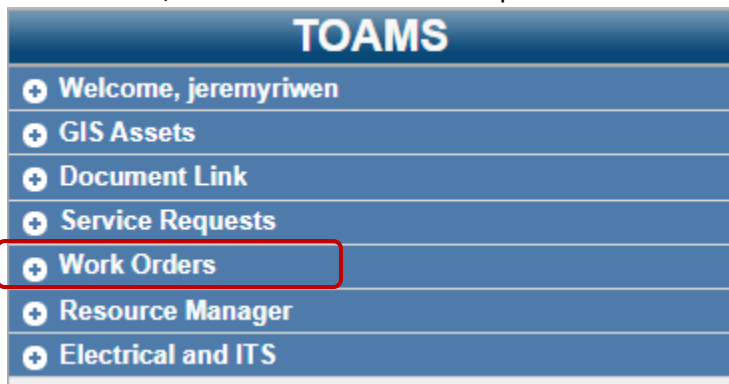 TOAMS
Welcome, jeremyriwen
GIS Assets
Document Link
Service Requests
Work Orders
Resource Manager
Electrical and ITS